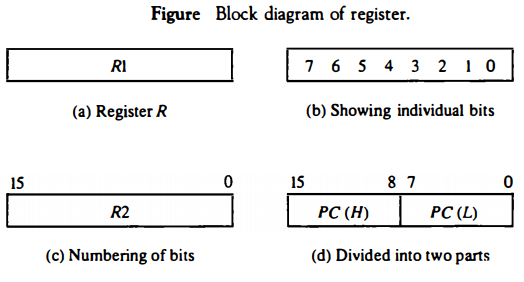 Figure Block diagram of register.
R1
7 6 5 4 3 2 1 0
(a) Register R
(b) Showing individual bits
15 0
15 8 7 0
R2
PC (H) PC (L)
(c) Numbering of bits
(d) Divided into two parts